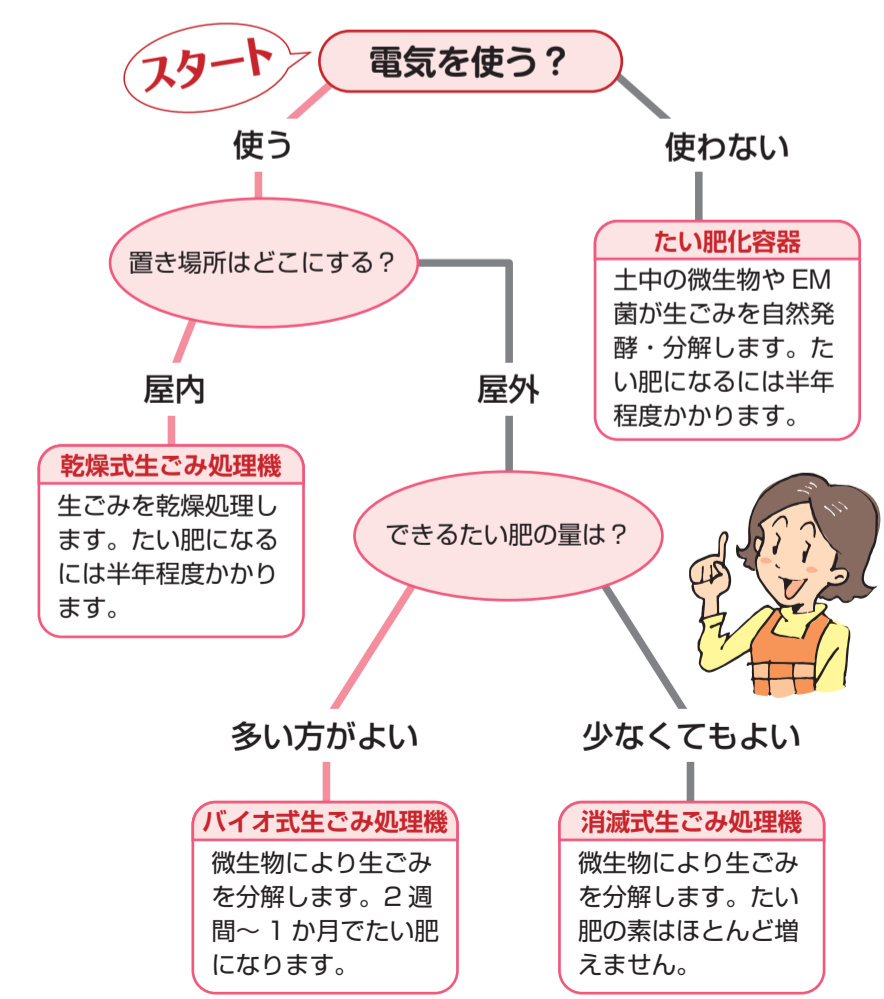 スタート
電気を使う？
使う
使わない
置き場所はどこにする？
たい肥化容器
土中の微生物や EM
菌が生ごみを自然発
酵・分解します。た
い肥になるには半年
程度かかります。
屋内
屋外
乾燥式生ごみ処理機
生ごみを乾燥処理し
ます。たい肥になる
には半年程度かかり
ます。
できるたい肥の量は？
多い方がよい
少なくてもよい
バイオ式生ごみ処理機
微生物により生ごみ
を分解します。2 週
間～ 1 か月でたい肥
になります。
消滅式生ごみ処理機
微生物により生ごみ
を分解します。たい
肥の素はほとんど増
えません。